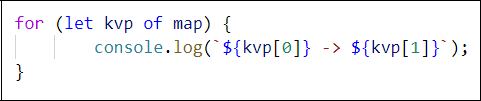 for (let kvp of map) {
        console.log(`${kvp[0]} -> ${kvp[1]}`);
}